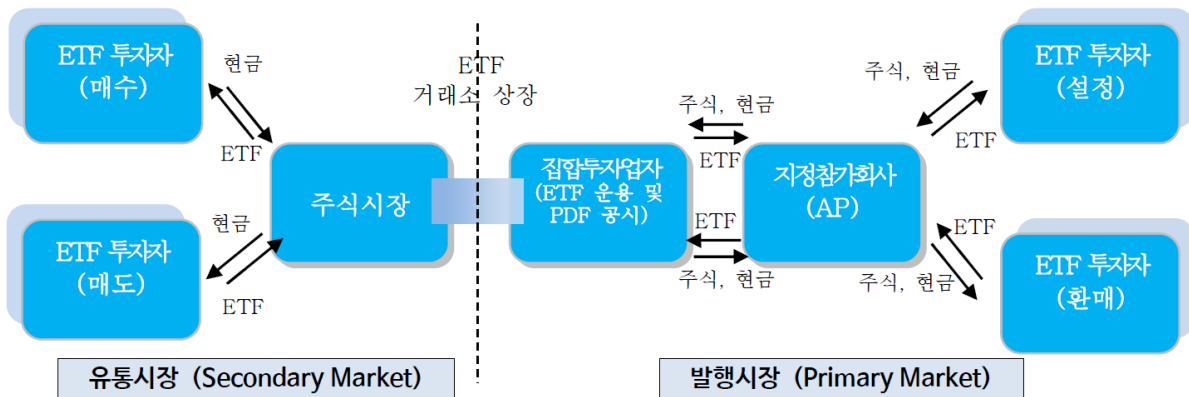 ETF 투자자
(매수)
현금
ETF
ETF 투자자
(매도)
현금
ETF
주식시장
ETF
거래소 상장
집합투자업자
(ETF 운용 및
PDF 공시)
주식, 현금
ETF
ETF
주식, 현금
지정참가회사
(AP)
주식, 현금
ETF
ETF 투자자
(설정)
ETF
주식, 현금
ETF 투자자
(환매)
유통시장 (Secondary Market)
발행시장 (Primary Market)